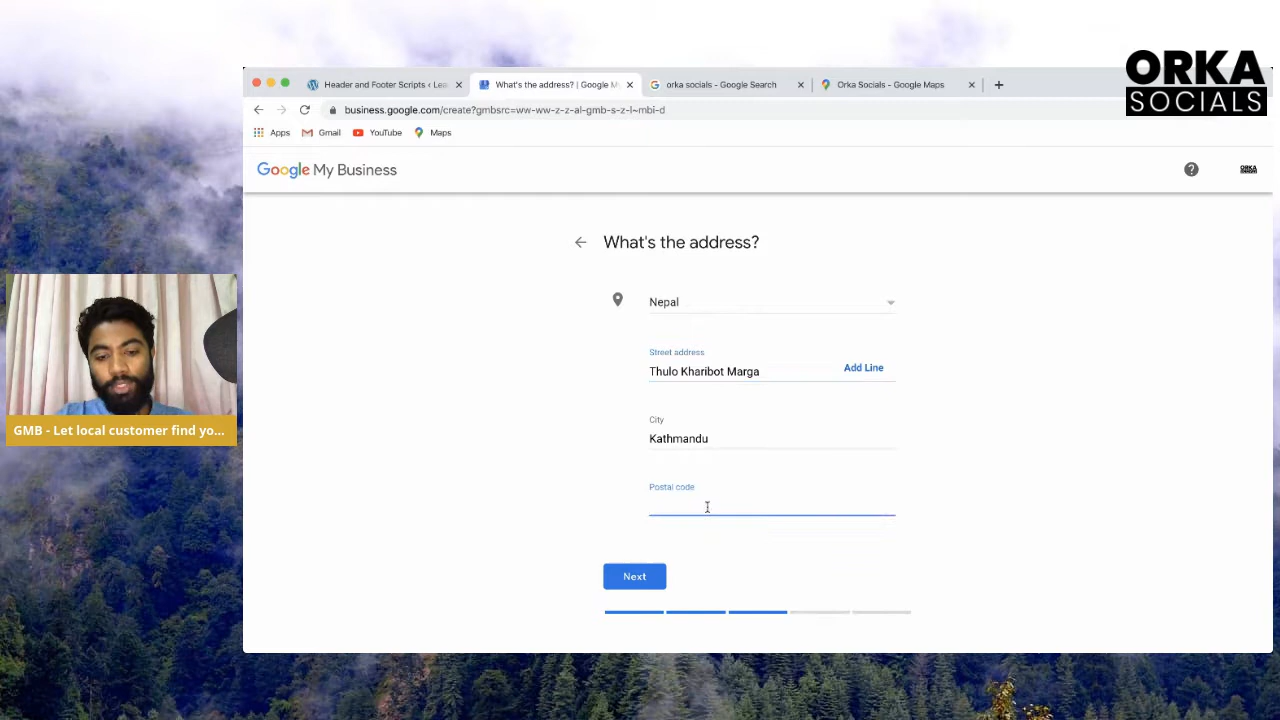 ORKA
SOCIALS
Header and Footer Scripts ‹ Lea
What's the address? | Google M
orka socials - Google Search
Orka Socials - Google Maps
business.google.com/create?gmbsrc=ww-ww-z-z-al-gmb-s-z-l~mbi-d
Apps
Gmail
YouTube
Maps
Google My Business
What's the address?
Nepal
Street address
Thulo Kharibot Marga
Add Line
City
Kathmandu
Postal code
Next
GMB - Let local customer find yo...